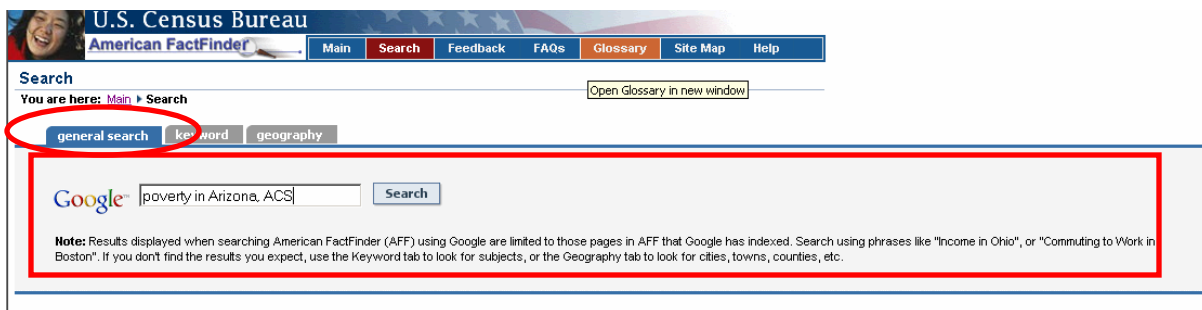 U.S. Census Bureau
American FactFinder
Main Search Feedback FAQs Glossary Site Map Help
Search
Open Glossary in new window
You are here: Main ▸ Search
general search keyword geography
Google™ poverty in Arizona, ACS Search
Note: Results displayed when searching American FactFinder (AFF) using Google are limited to those pages in AFF that Google has indexed. Search using phrases like "Income in Ohio", or "Commuting to Work in
Boston". If you don't find the results you expect, use the Keyword tab to look for subjects, or the Geography tab to look for cities, towns, counties, etc.